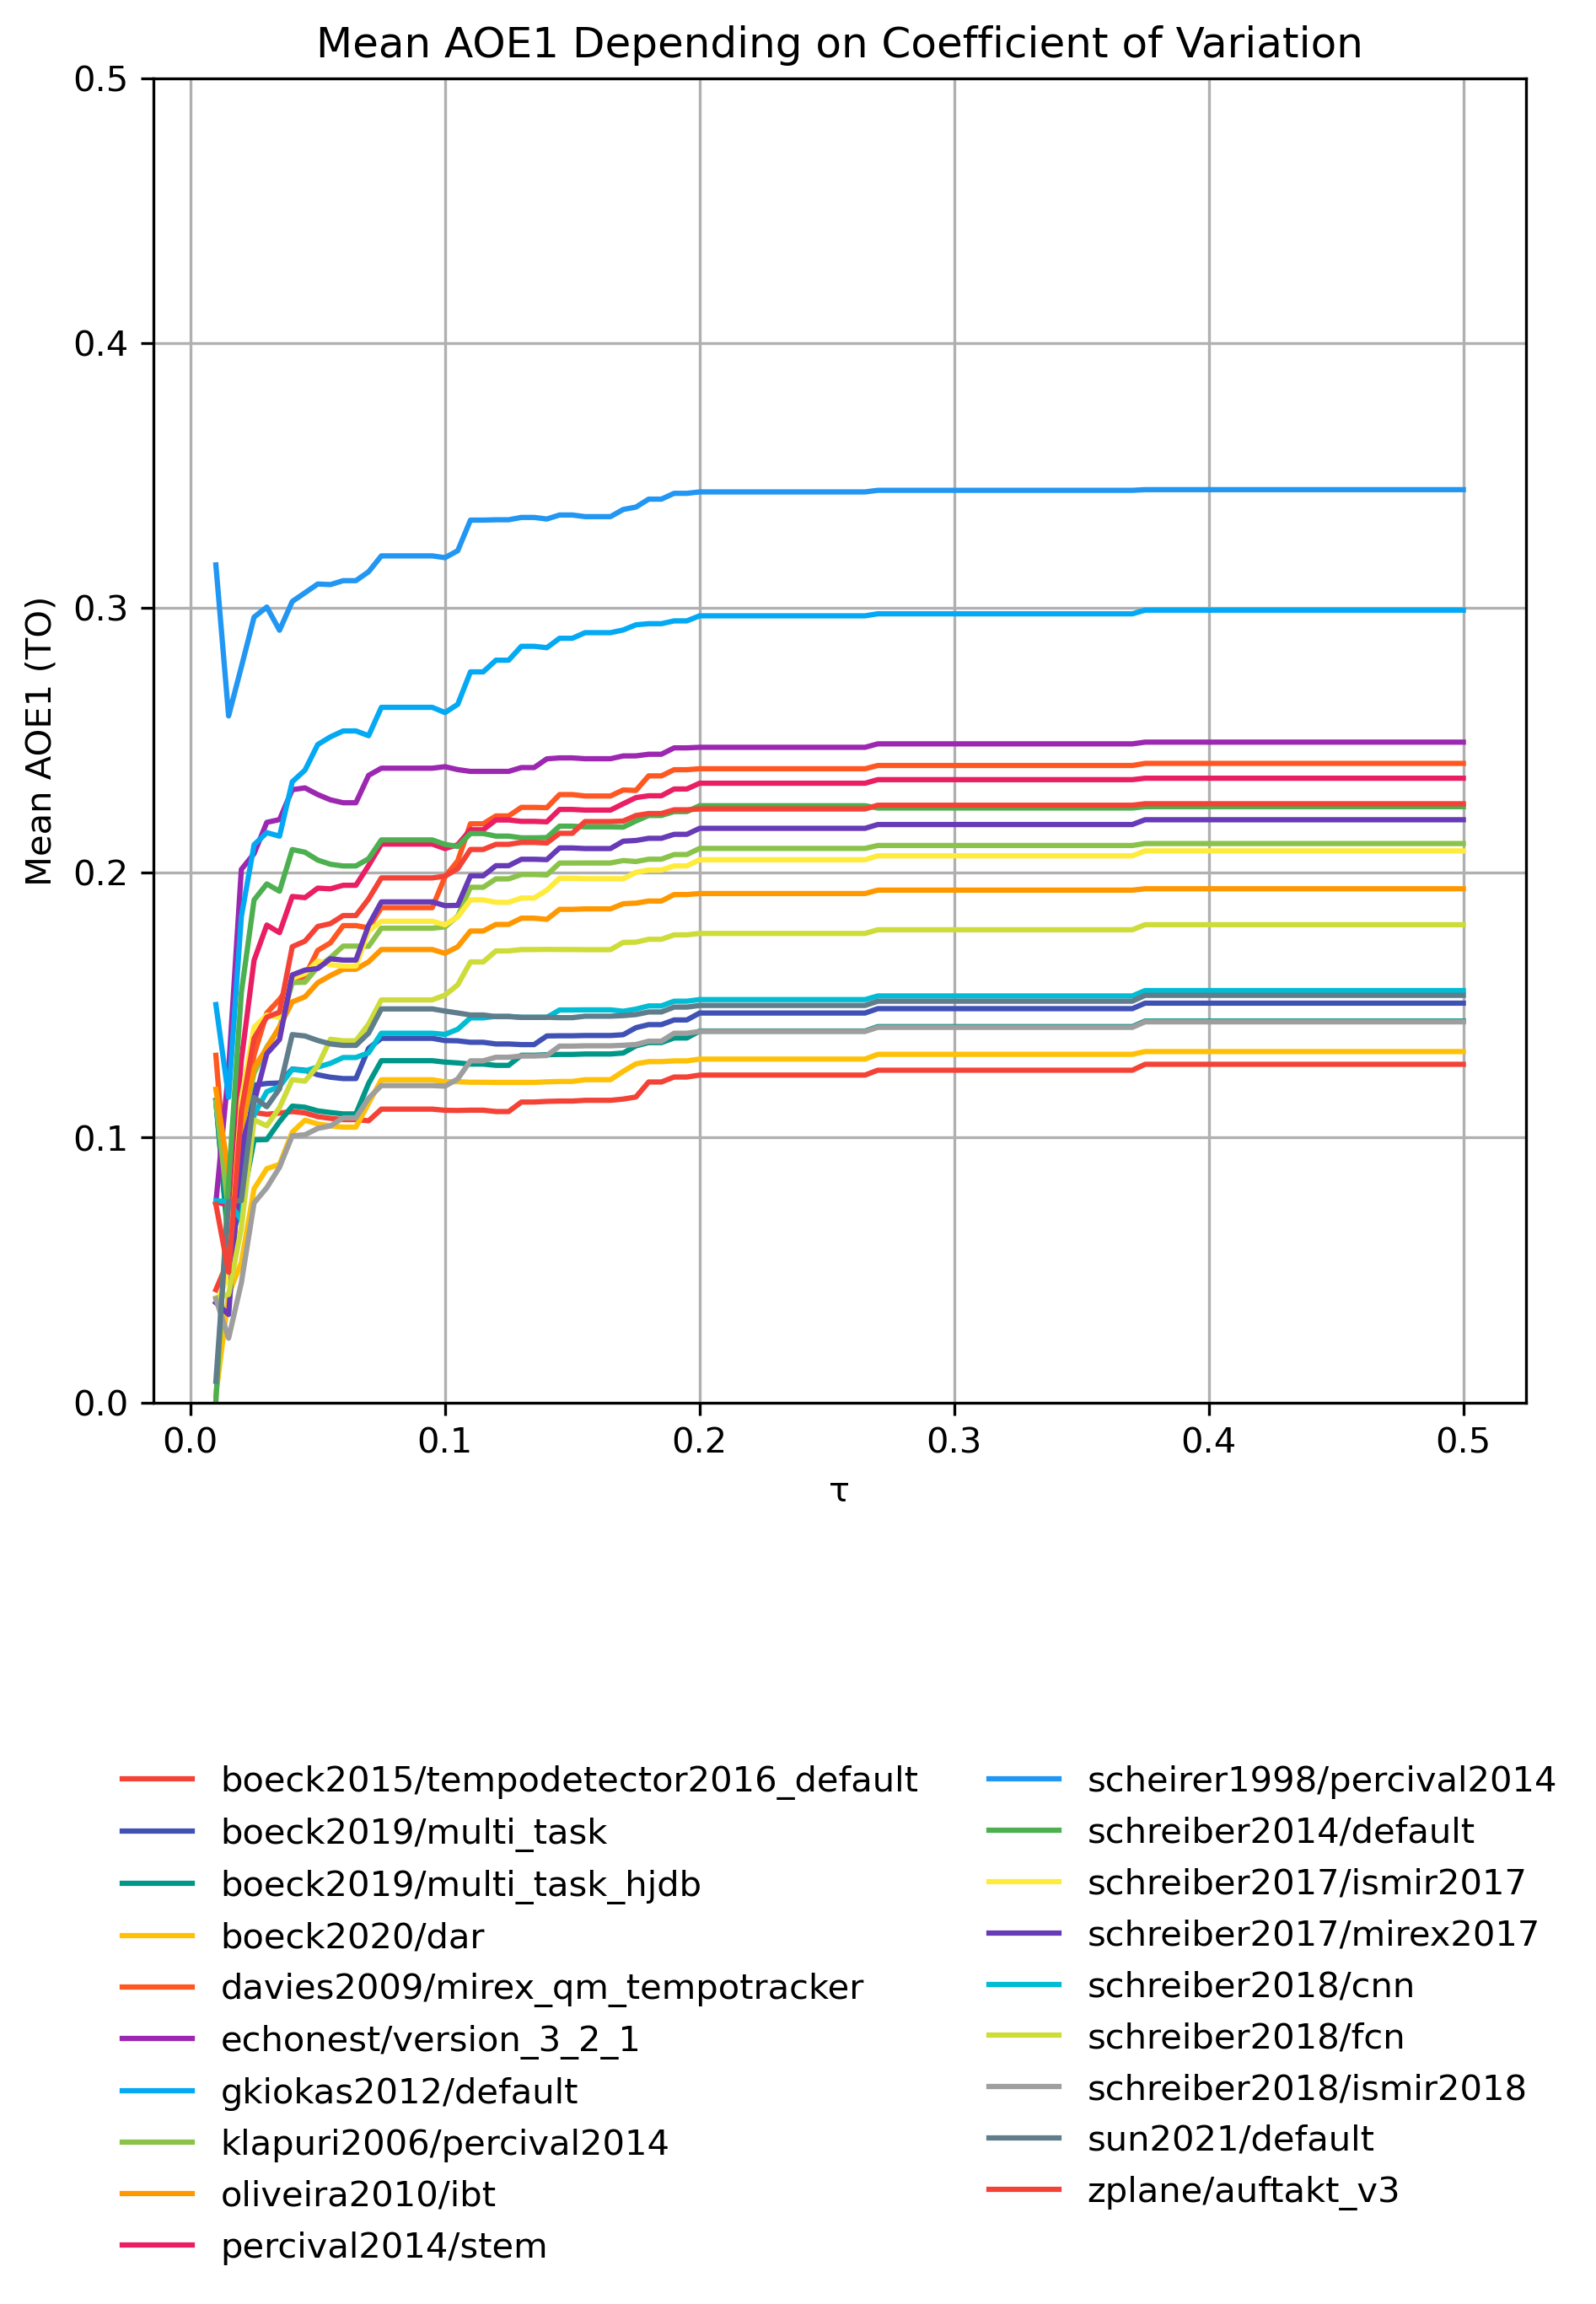 Mean AOE1 Depending on Coefficient of Variation
0.5
0.4
0.3
0.2
0.1
0.0
Mean AOE1 (TO)
0.0 0.1 0.2 0.3 0.4 0.5
τ
boeck2015/tempodetector2016_default
boeck2019/multi_task
boeck2019/multi_task_hjdb
boeck2020/dar
davies2009/mirex_qm_tempotracker
echonest/version_3_2_1
gkiokas2012/default
klapuri2006/percival2014
oliveira2010/ibt
percival2014/stem
scheirer1998/percival2014
schreiber2014/default
schreiber2017/ismir2017
schreiber2017/mirex2017
schreiber2018/cnn
schreiber2018/fcn
schreiber2018/ismir2018
sun2021/default
zplane/auftakt_v3